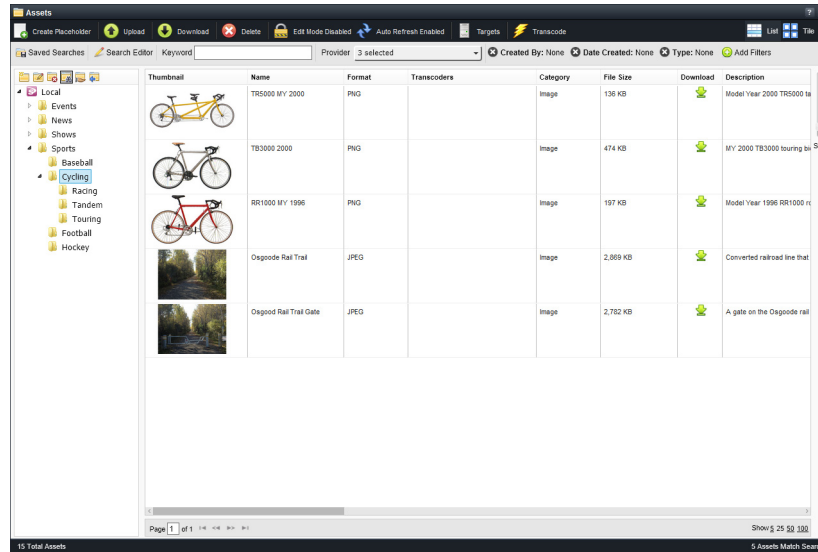 Assets ?
Create Placeholder Upload Download Delete Edit Mode Disabled Auto Refresh Enabled Targets Transcode List Tile
Saved Searches Search Editor Keyword Provider 3 selected Created By: None Date Created: None Type: None Add Filters
Thumbnail Name Format Transcoders Category File Size Download Description
Local
Events
News
Shows
Sports
Baseball
Cycling
Racing
Tandem
Touring
Football
Hockey
TR5000 MY 2000 PNG Image 136 KB Model Year 2000 TR5000 ta
TB3000 2000 PNG Image 474 KB MY 2000 TB3000 touring bi
S
RR1000 MY 1996 PNG Image 197 KB Model Year 1996 RR1000 r
Osgoode Rail Trail JPEG Image 2,869 KB Converted railroad line that
Osgood Rail Trail Gate JPEG Image 2,782 KB A gate on the Osgoode rail
Page 1 of 1 Show 5 25 50 100
15 Total Assets 5 Assets Match Sear